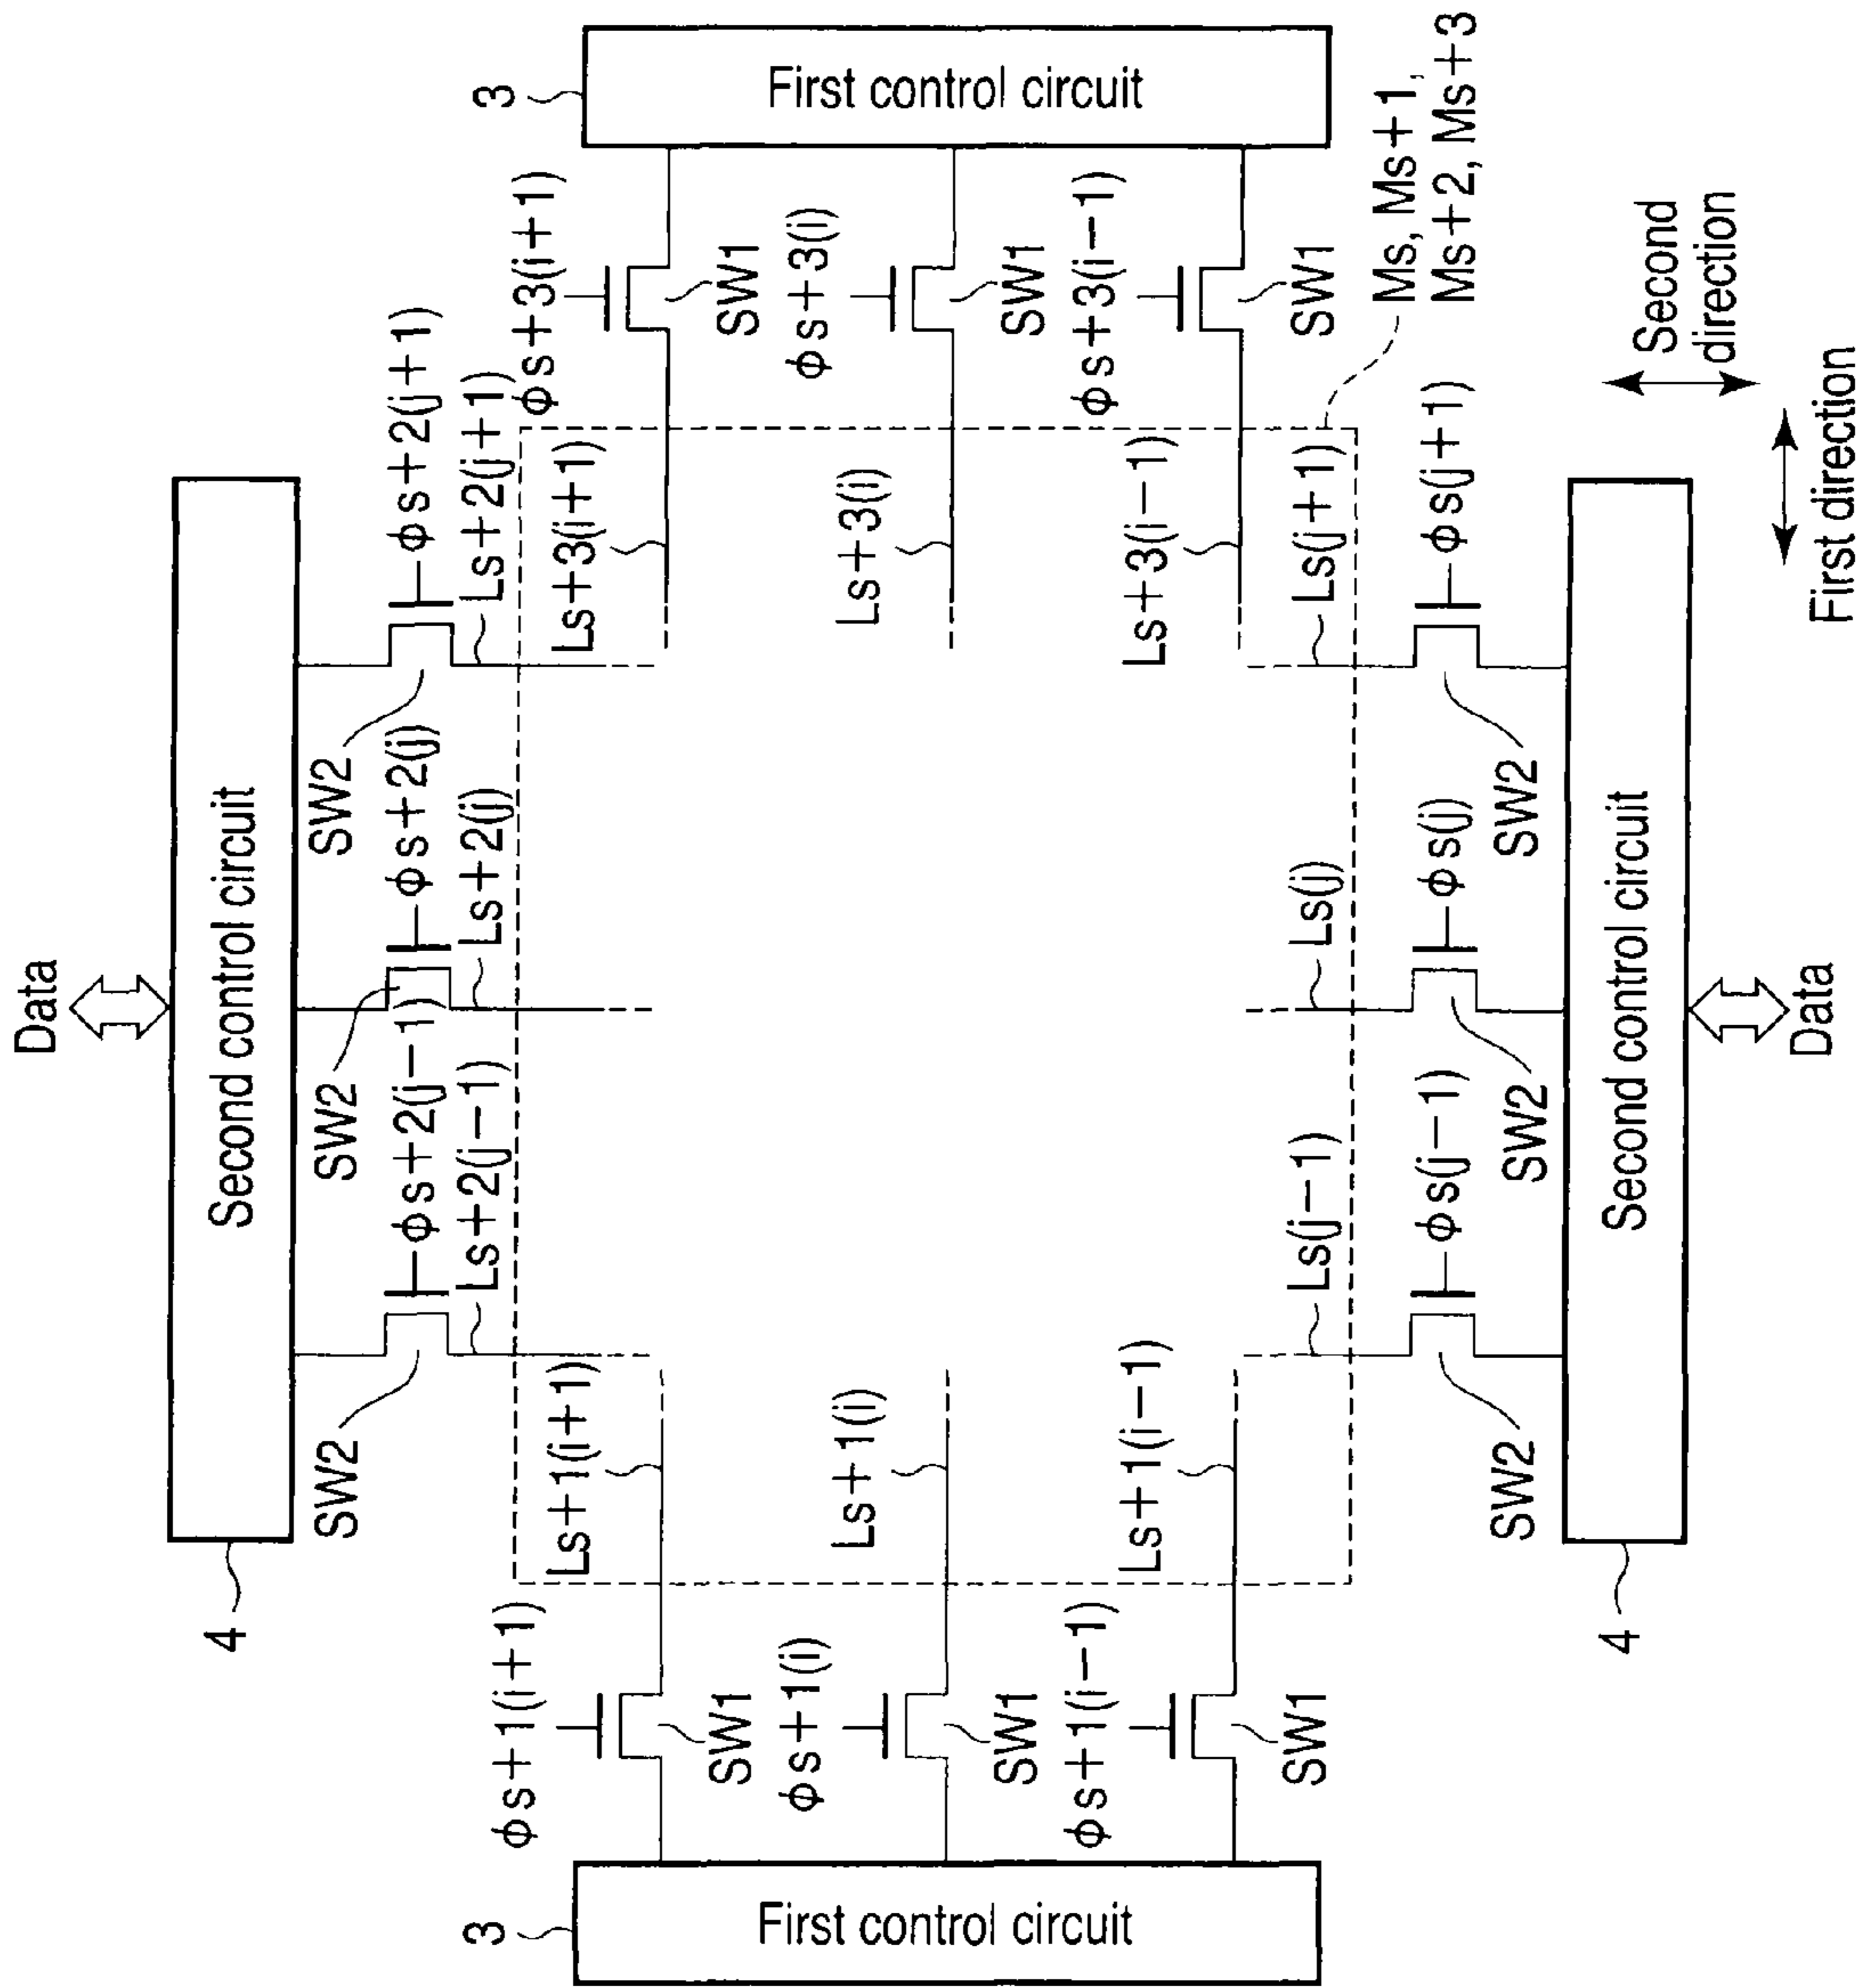 Data
Second control circuit
4
SW2
SW2
SW2
φs+2(j−1)
φs+2(j)
φs+2(j+1)
Ls+2(j−1)
Ls+2(j)
Ls+2(j+1)
3
First control circuit
φs+1(i+1)
SW1
φs+1(i)
SW1
φs+1(i−1)
SW1
Ls+1(i+1)
Ls+1(i)
Ls+1(i−1)
Ls+3(i+1)
Ls+3(i)
Ls+3(i−1)
φs+3(i+1)
SW1
φs+3(i)
SW1
φs+3(i−1)
SW1
3
First control circuit
Ls(j−1)
Ls(j)
Ls(j+1)
Ms, Ms+1,
Ms+2, Ms+3
φs(j−1)
φs(j)
φs(j+1)
SW2
SW2
SW2
4
Second control circuit
Data
Second
direction
First direction